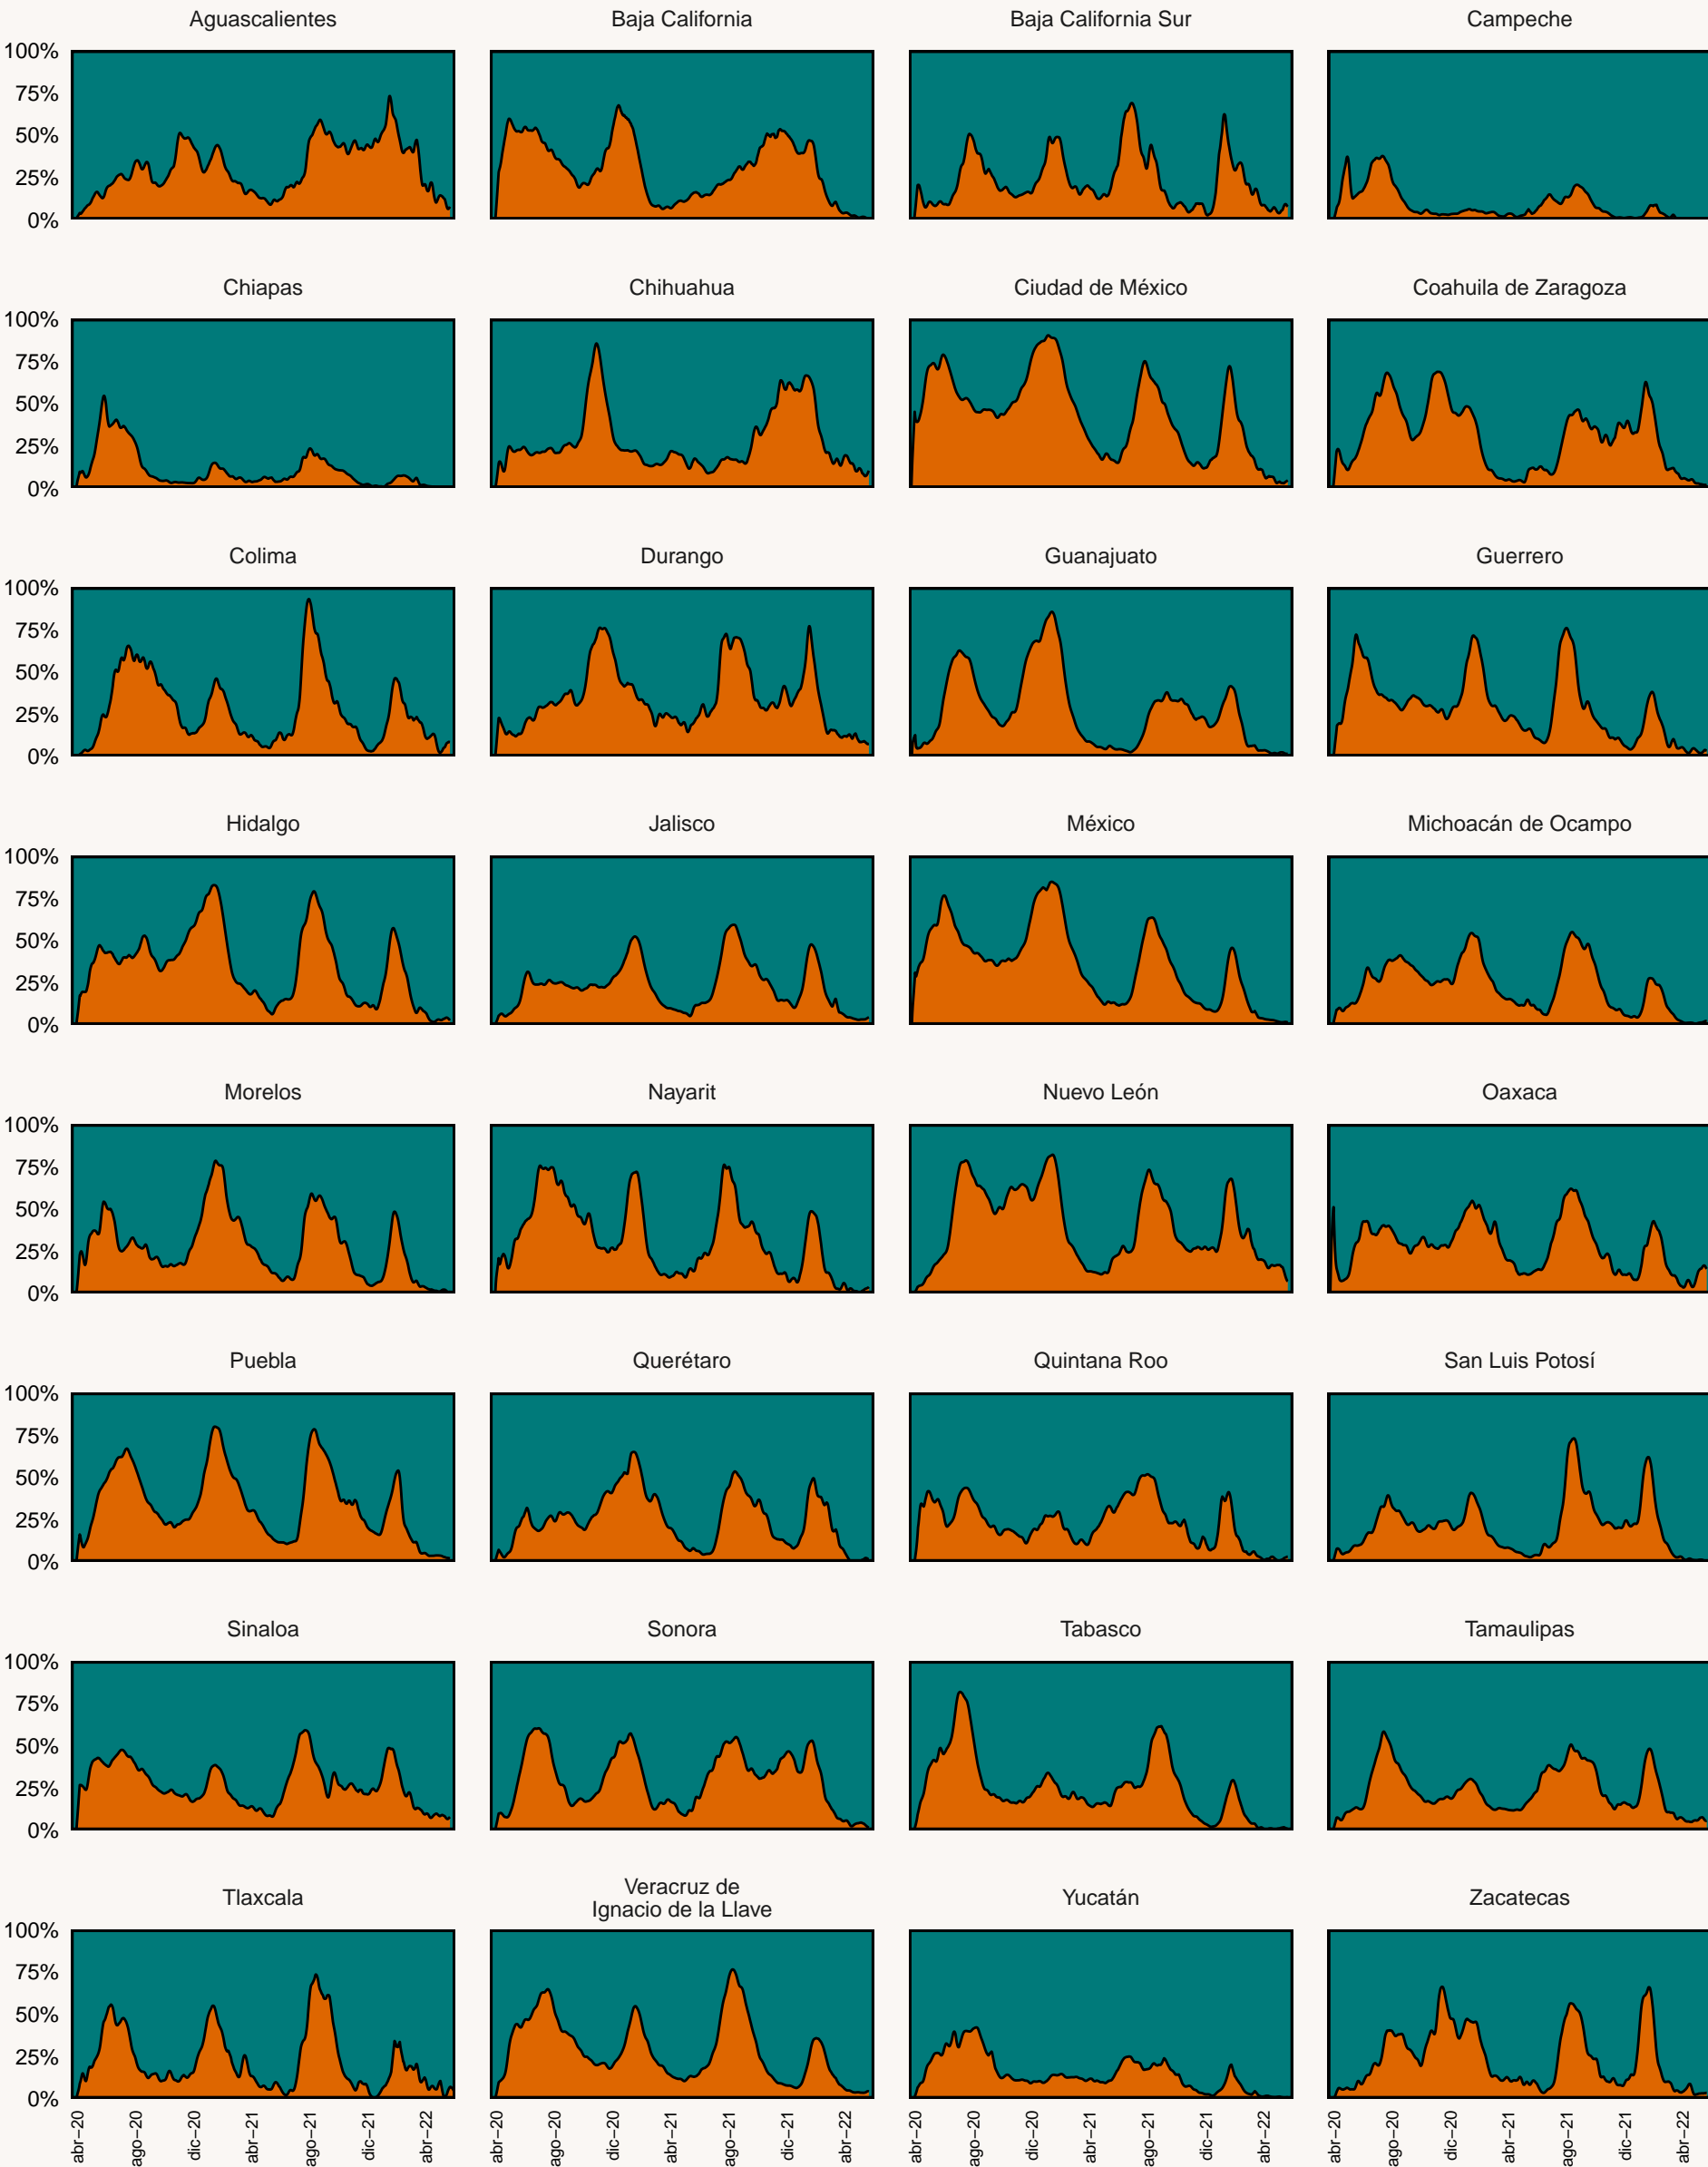 Aguascalientes
Baja California
Baja California Sur
Campeche
100%
75%
50%
25%
0%
Chiapas
Chihuahua
Ciudad de México
Coahuila de Zaragoza
100%
75%
50%
25%
0%
Colima
Durango
Guanajuato
Guerrero
100%
75%
50%
25%
0%
Hidalgo
Jalisco
México
Michoacán de Ocampo
100%
75%
50%
25%
0%
Morelos
Nayarit
Nuevo León
Oaxaca
100%
75%
50%
25%
0%
Puebla
Querétaro
Quintana Roo
San Luis Potosí
100%
75%
50%
25%
0%
Sinaloa
Sonora
Tabasco
Tamaulipas
100%
75%
50%
25%
0%
Tlaxcala
Veracruz de
Ignacio de la Llave
Yucatán
Zacatecas
100%
75%
50%
25%
0%
abr−20
ago−20
dic−20
abr−21
ago−21
dic−21
abr−22
abr−20
ago−20
dic−20
abr−21
ago−21
dic−21
abr−22
abr−20
ago−20
dic−20
abr−21
ago−21
dic−21
abr−22
abr−20
ago−20
dic−20
abr−21
ago−21
dic−21
abr−22